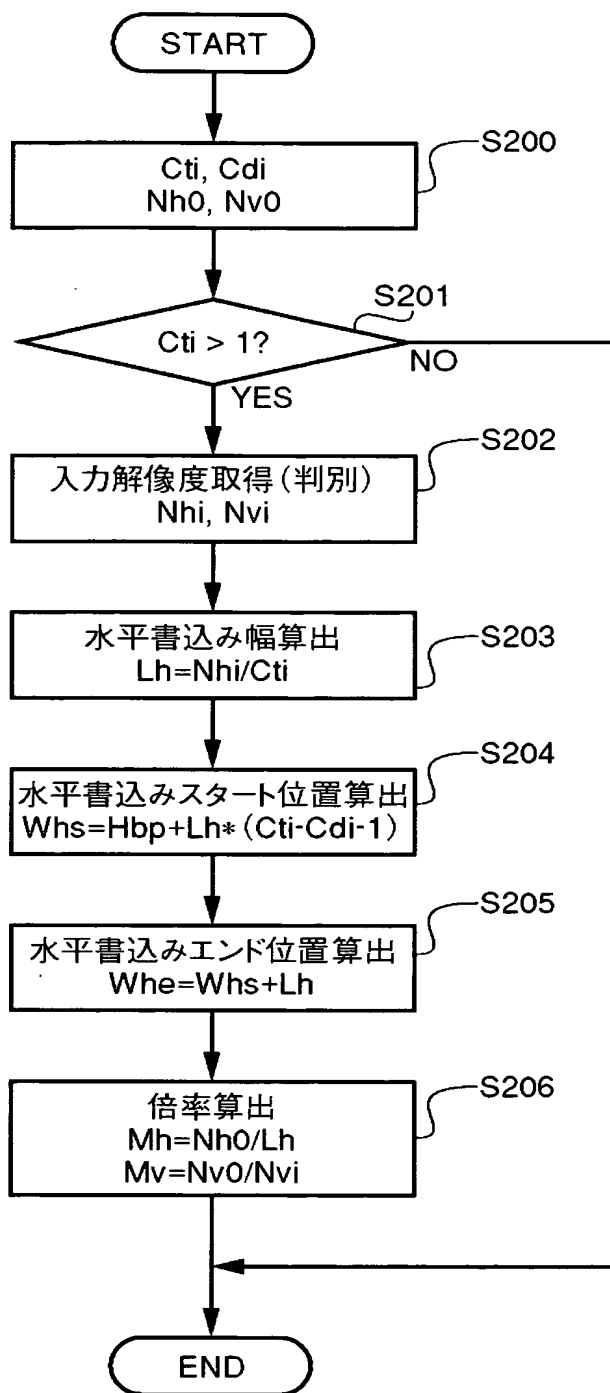 START
S200
Cti, Cdi
Nh0, Nv0
S201
Cti > 1?
NO
YES
S202
入力解像度取得(判別)
Nhi, Nvi
S203
水平書込み幅算出
Lh=Nhi/Cti
S204
水平書込みスタート位置算出
Whs=Hbp+Lh*(Cti-Cdi-1)
S205
水平書込みエンド位置算出
Whe=Whs+Lh
S206
倍率算出
Mh=Nh0/Lh
Mv=Nv0/Nvi
END